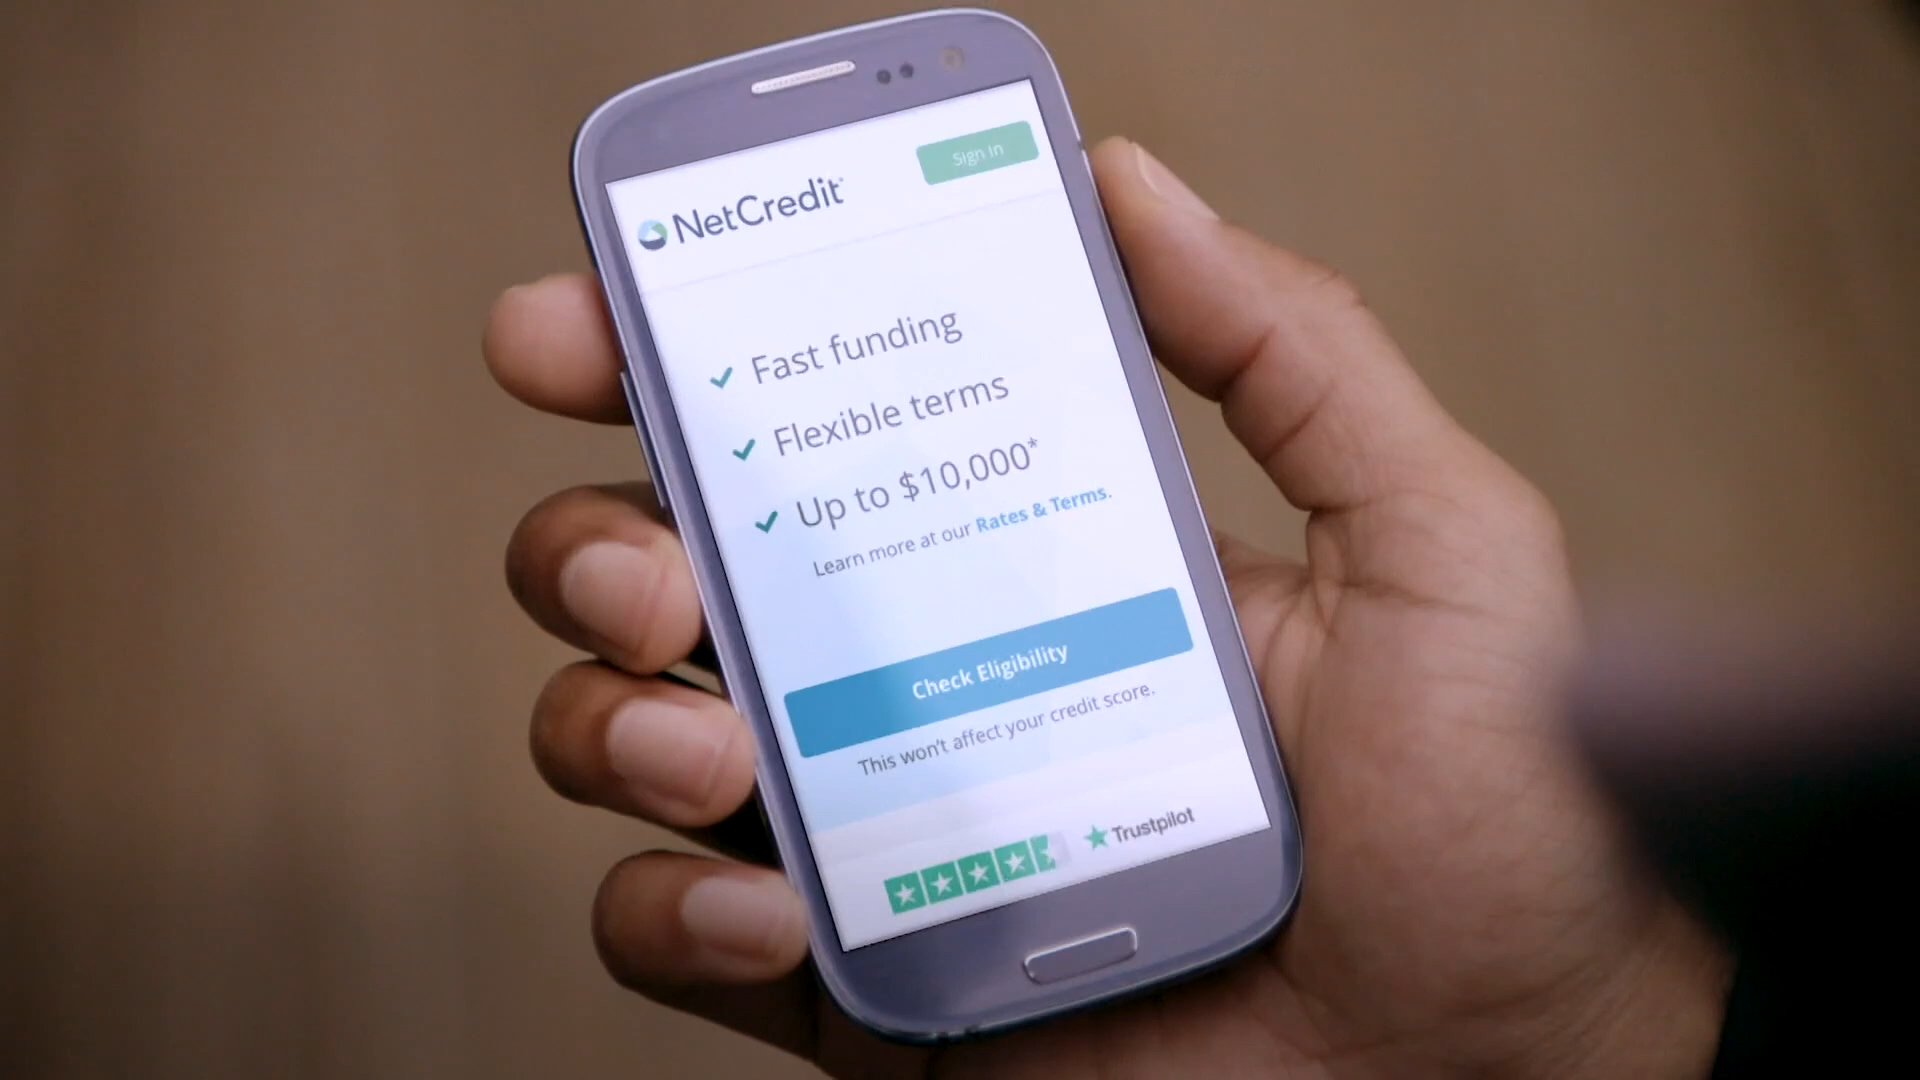 Sign In
NetCredit
Fast funding
Flexible terms
Up to $10,000*
Learn more at our Rates & Terms.
Check Eligibility
This won't affect your credit score.
Trustpilot